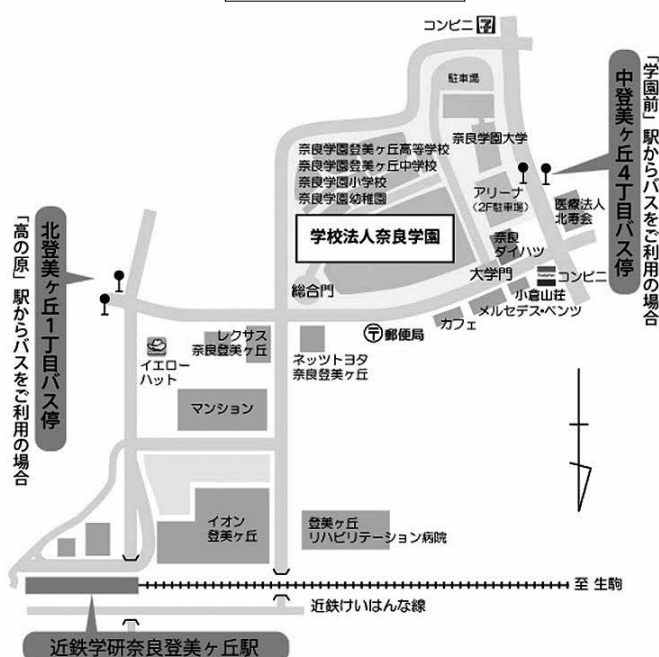 コンビニ
駐車場
奈良学園大学
奈良学園登美ヶ丘高等学校
奈良学園登美ヶ丘中学校
奈良学園小学校
奈良学園幼稚園
アリーナ
(2F駐車場)
医療法人
北寿会
中登美ヶ丘4丁目バス停
「学園前」駅からバスをご利用の場合
学校法人奈良学園
奈良
ダイハツ
大学門
コンビニ
小倉山荘
メルセデス・ベンツ
カフェ
総合門
〒郵便局
北登美ヶ丘1丁目バス停
「高の原」駅からバスをご利用の場合
レクサス
奈良登美ヶ丘
イエロー
ハット
ネッツトヨタ
奈良登美ヶ丘
マンション
イオン
登美ヶ丘
登美ヶ丘
リハビリテーション病院
至 生駒
近鉄けいはんな線
近鉄学研奈良登美ヶ丘駅